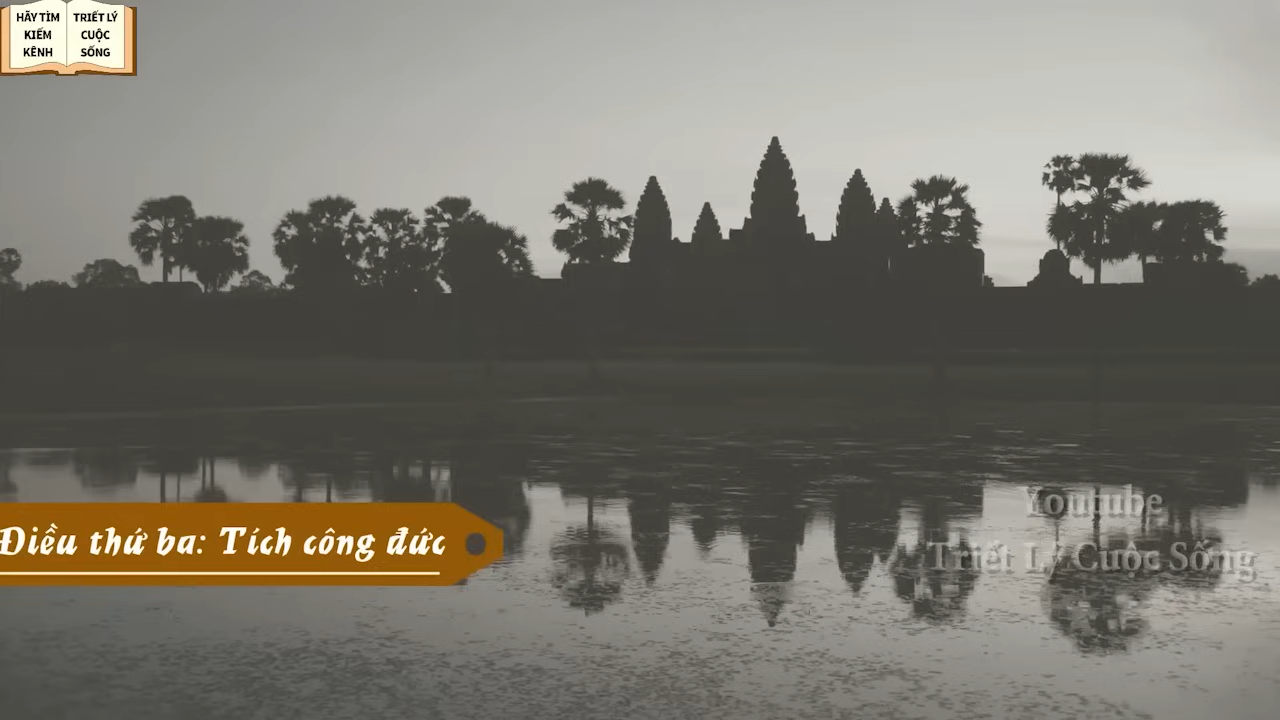 HÃY TÌM
KIẾM
KÊNH
TRIẾT LÝ
CUỘC
SỐNG
Điều thứ ba: Tích công đức
Youtube
Triết Lý Cuộc Sống